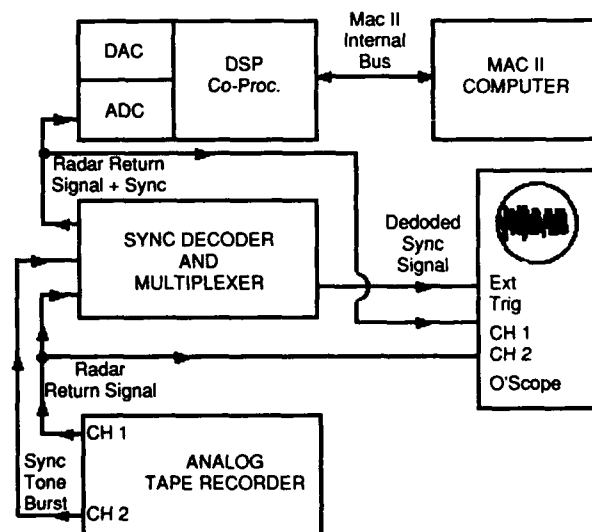 DAC
ADC
DSP
Co-Proc.
Mac II
Internal
Bus
MAC II
COMPUTER
Radar Return
Signal + Sync
SYNC DECODER
AND
MULTIPLEXER
Dedoded
Sync
Signal
Ext
Trig
CH 1
CH 2
O'Scope
Radar
Return Signal
Sync
Tone
Burst
CH 1
CH 2
ANALOG
TAPE RECORDER